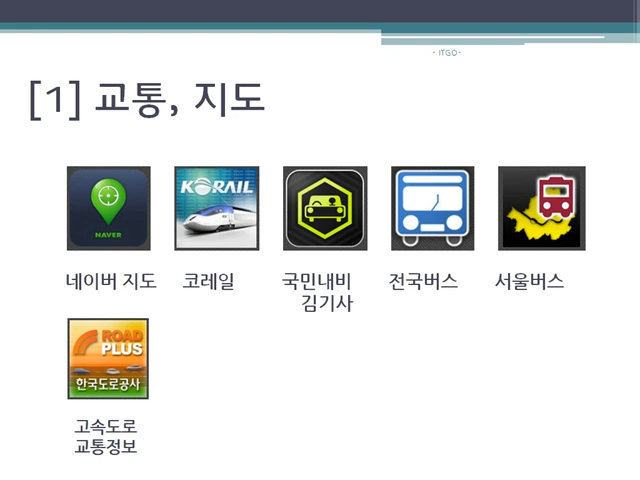 - ITGO-
[1] 교통, 지도
NAVER
KORAIL
네이버 지도
코레일
국민내비
김기사
전국버스
서울버스
ROAD
PLUS
한국도로공사
고속도로
교통정보